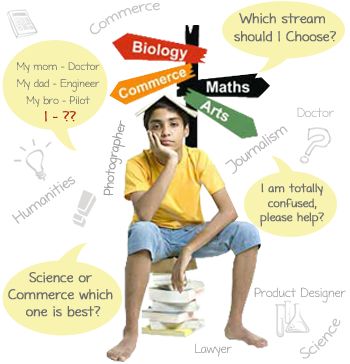 Commerce
Which stream
should I Choose?
Biology
Commerce
Maths
Arts
My mom - Doctor
My dad - Engineer
My bro - Pilot
I - ??
Photographer
Journalism
Doctor
Humanities
I am totally
confused,
please help?
Science or
Commerce which
one is best?
Product Designer
Science
Lawyer